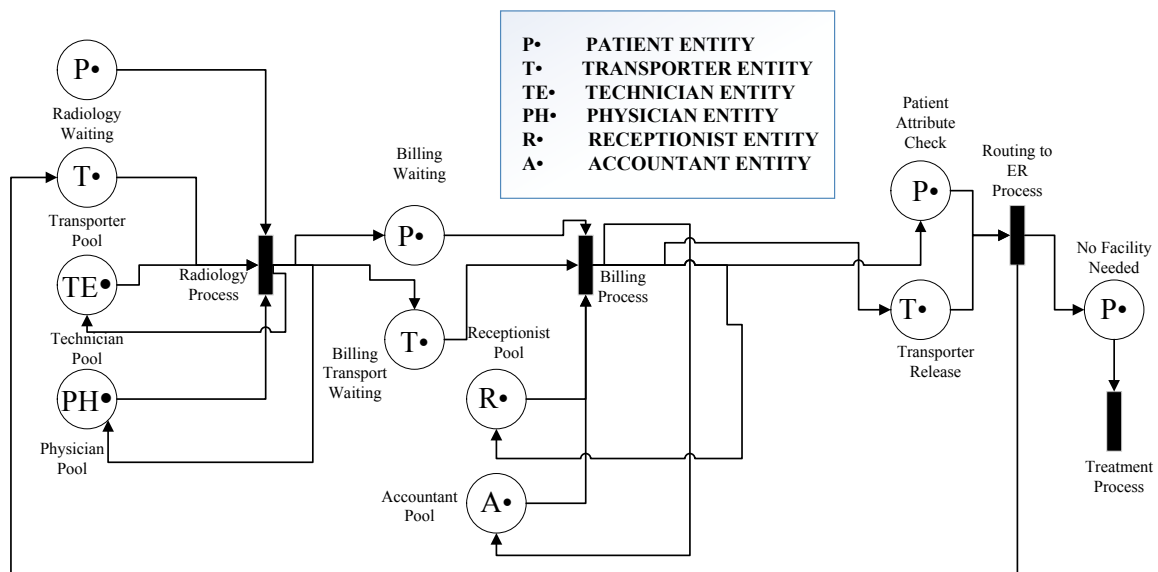 P• PATIENT ENTITY
T• TRANSPORTER ENTITY
TE• TECHNICIAN ENTITY
PH• PHYSICIAN ENTITY
R• RECEPTIONIST ENTITY
A• ACCOUNTANT ENTITY
P•
Radiology
Waiting
T•
Transporter
Pool
TE•
Technician
Pool
PH•
Physician
Pool
Radiology
Process
Billing
Waiting
P•
Billing
Transport
Waiting
T•
Receptionist
Pool
R•
Accountant
Pool
A•
Billing
Process
Patient
Attribute
Check
P•
T•
Transporter
Release
Routing to
ER
Process
No Facility
Needed
P•
Treatment
Process